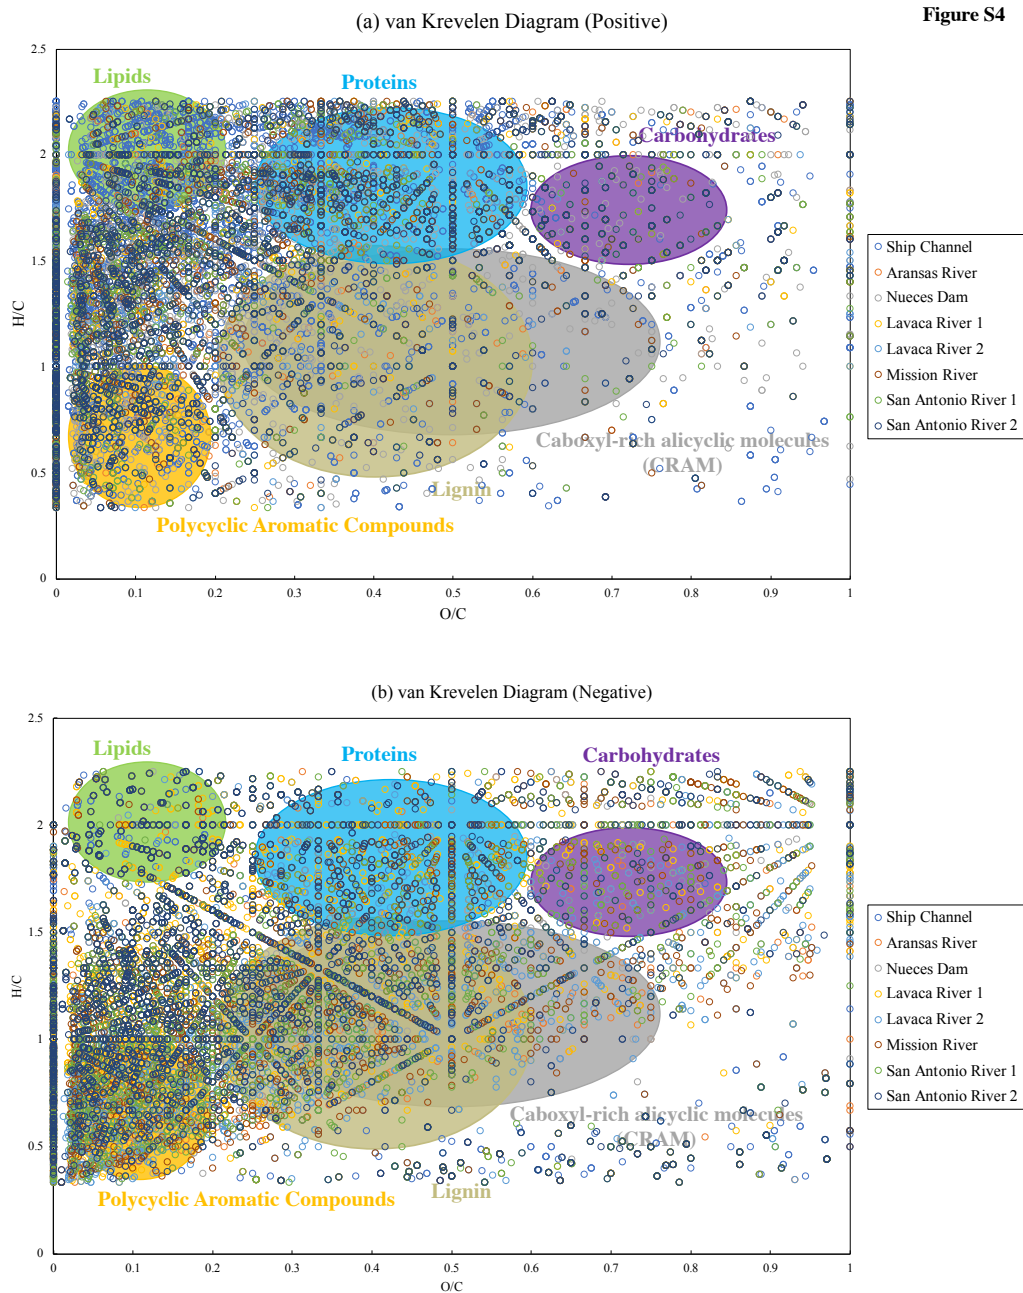 Figure S4
(a) van Krevelen Diagram (Positive)
2.5
2
1.5
1
0.5
0
H/C
Lipids
Proteins
Carbohydrates
Caboxyl-rich alicyclic molecules
(CRAM)
Lignin
Polycyclic Aromatic Compounds
0
0.1
0.2
0.3
0.4
0.5
0.6
0.7
0.8
0.9
1
O/C
Ship Channel
Aransas River
Nueces Dam
Lavaca River 1
Lavaca River 2
Mission River
San Antonio River 1
San Antonio River 2
(b) van Krevelen Diagram (Negative)
2.5
2
1.5
1
0.5
0
H/C
Lipids
Proteins
Carbohydrates
Caboxyl-rich alicyclic molecules
(CRAM)
Lignin
Polycyclic Aromatic Compounds
0
0.1
0.2
0.3
0.4
0.5
0.6
0.7
0.8
0.9
1
O/C
Ship Channel
Aransas River
Nueces Dam
Lavaca River 1
Lavaca River 2
Mission River
San Antonio River 1
San Antonio River 2